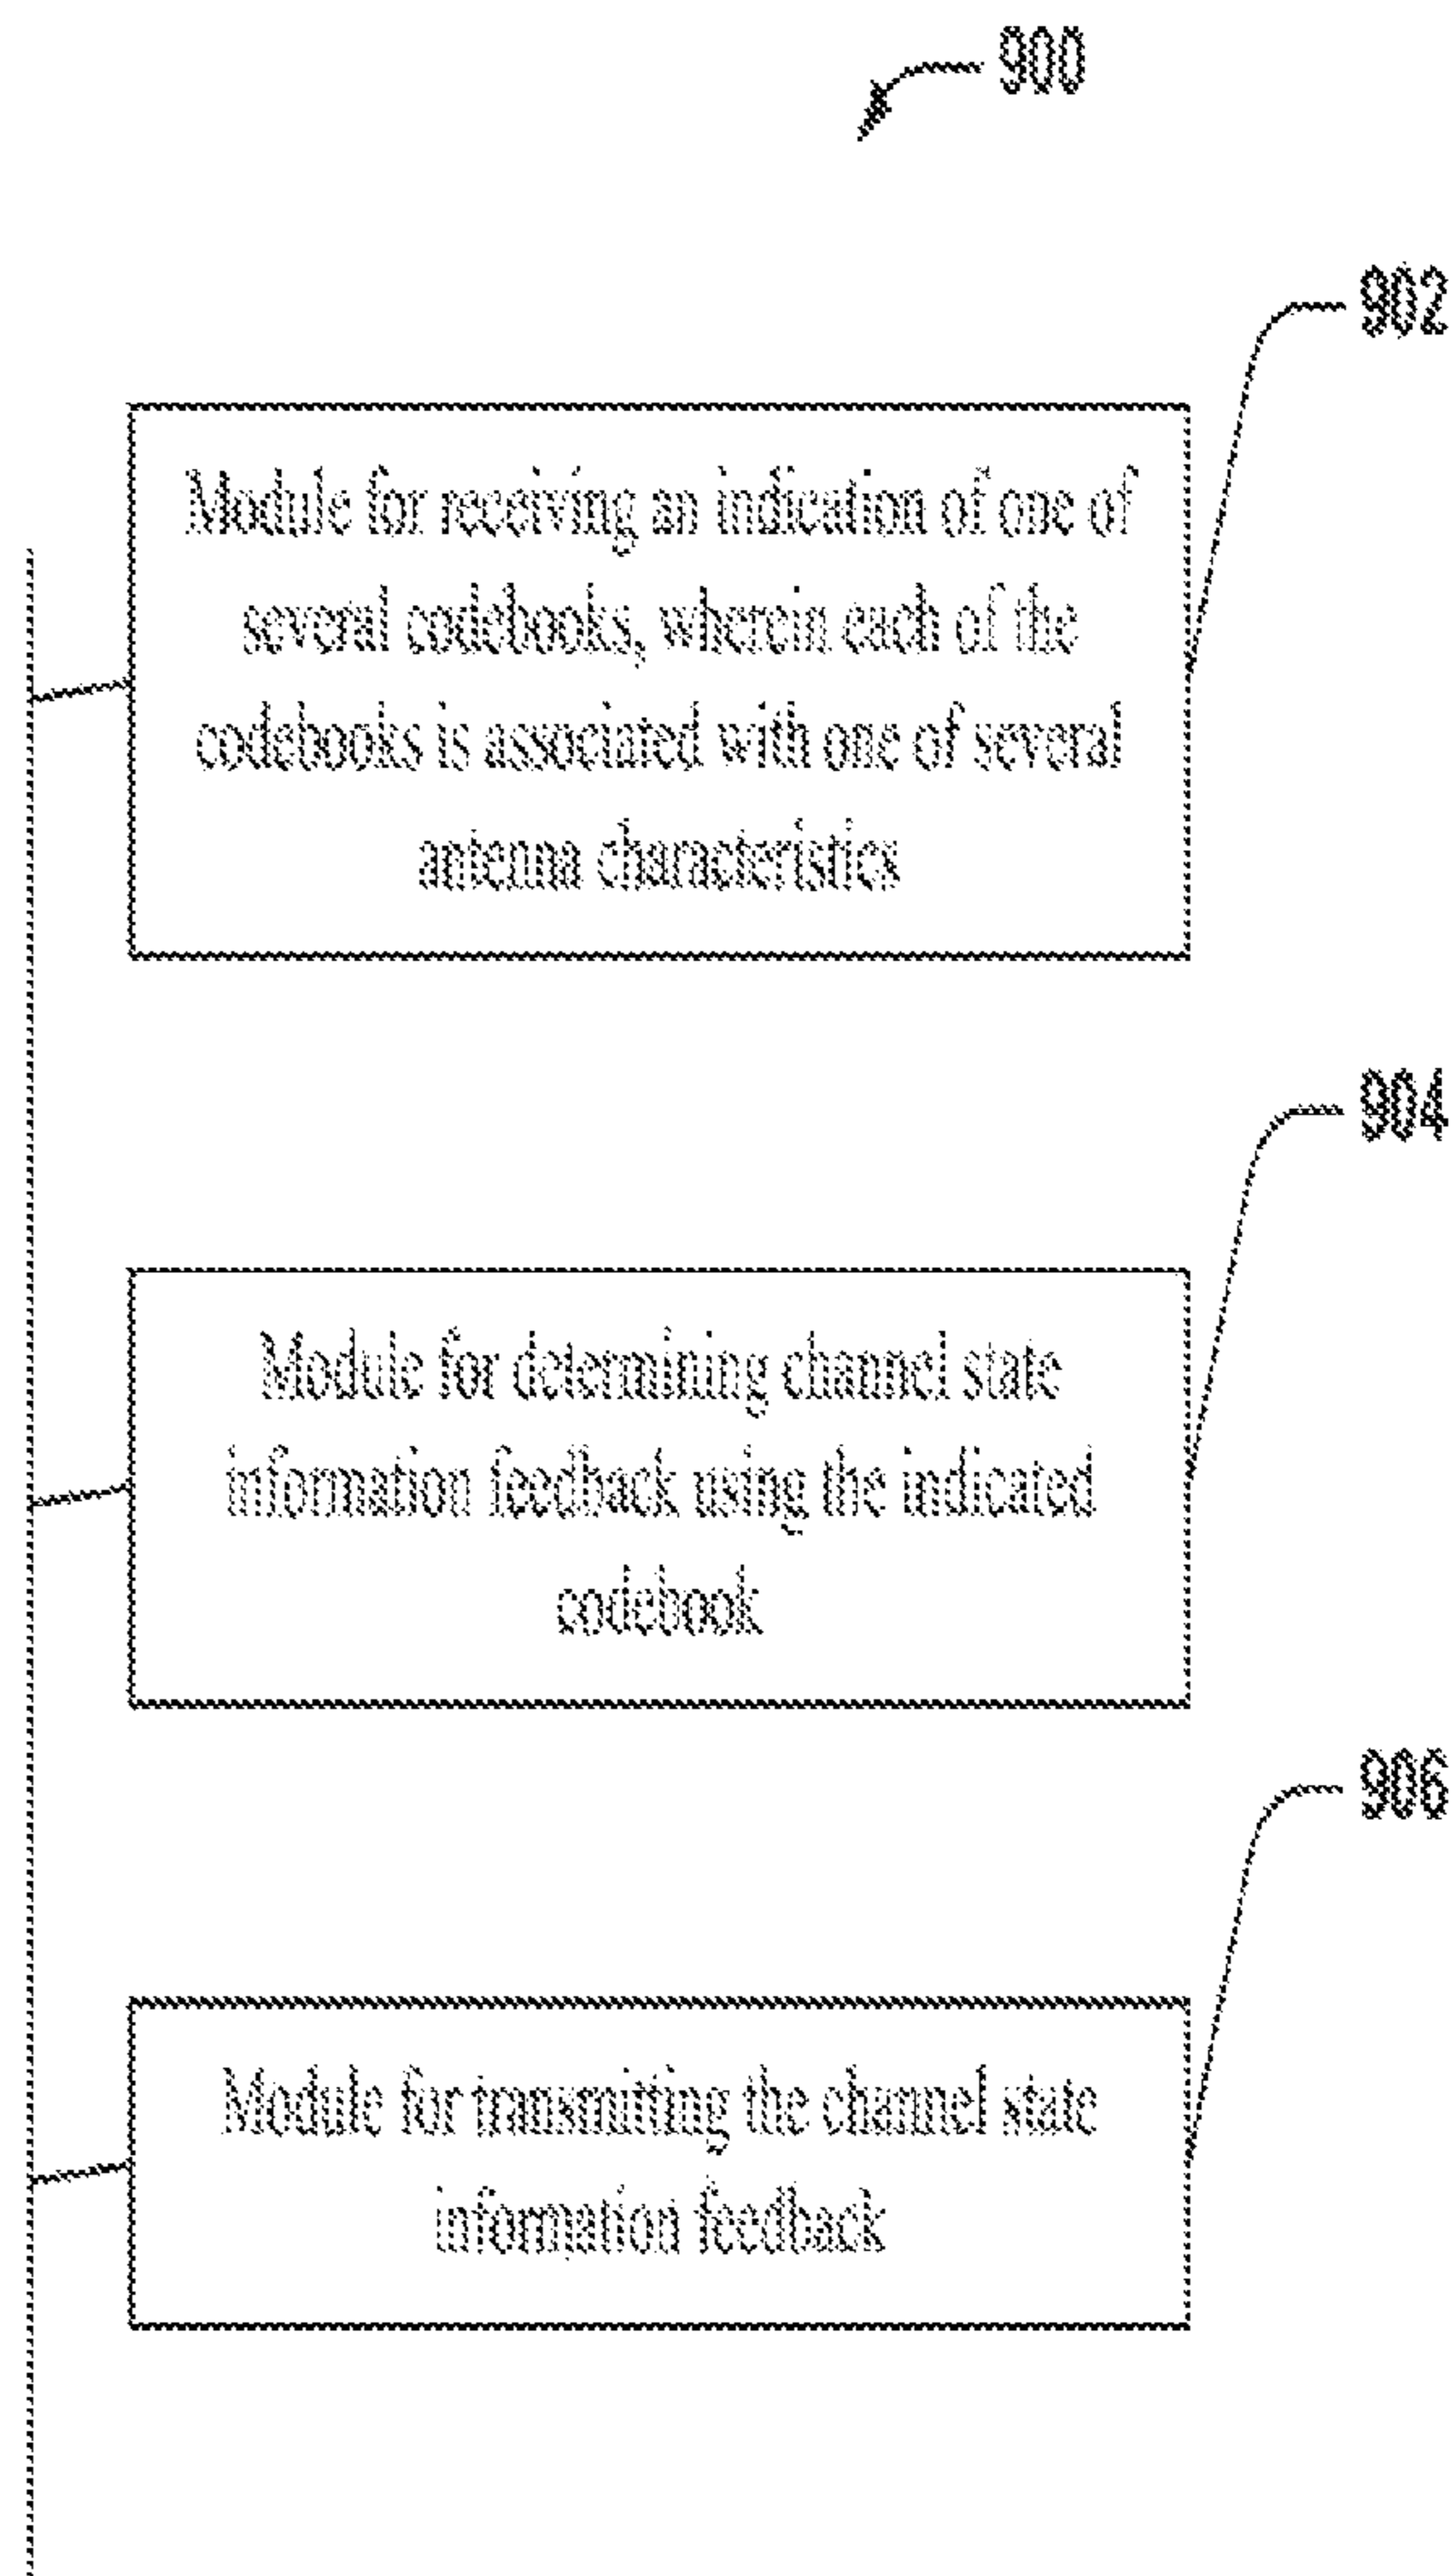 900
902
Module for receiving an indication of one of
several codebooks, wherein each of the
codebooks is associated with one of several
antenna characteristics
904
Module for determining channel state
information feedback using the indicated
codebook
906
Module for transmitting the channel state
information feedback